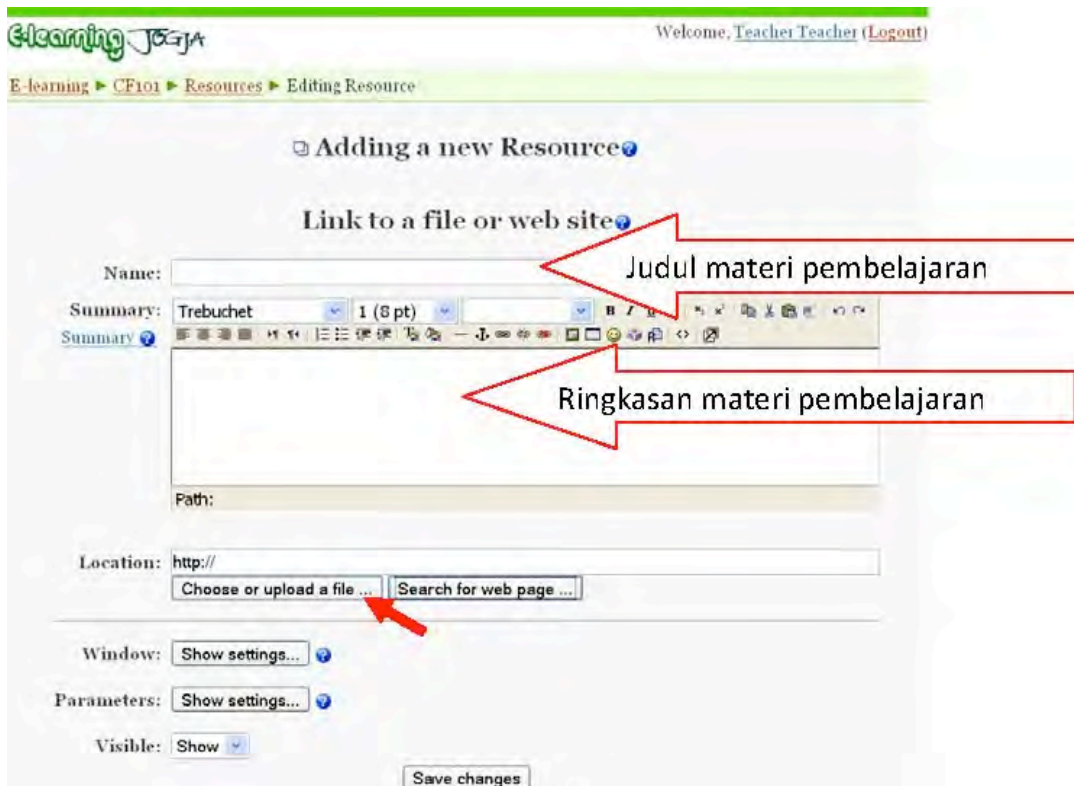 E-learning JOGJA
Welcome, Teacher Teacher (Logout)
E-learning ► CF101 ► Resources ► Editing Resource
Adding a new Resource
Link to a file or web site
Name:
Judul materi pembelajaran
Summary: Trebuchet 1 (8 pt) B I U
Summary
Ringkasan materi pembelajaran
Path:
Location: http://
Choose or upload a file ... Search for web page ...
Window: Show settings...
Parameters: Show settings...
Visible: Show
Save changes